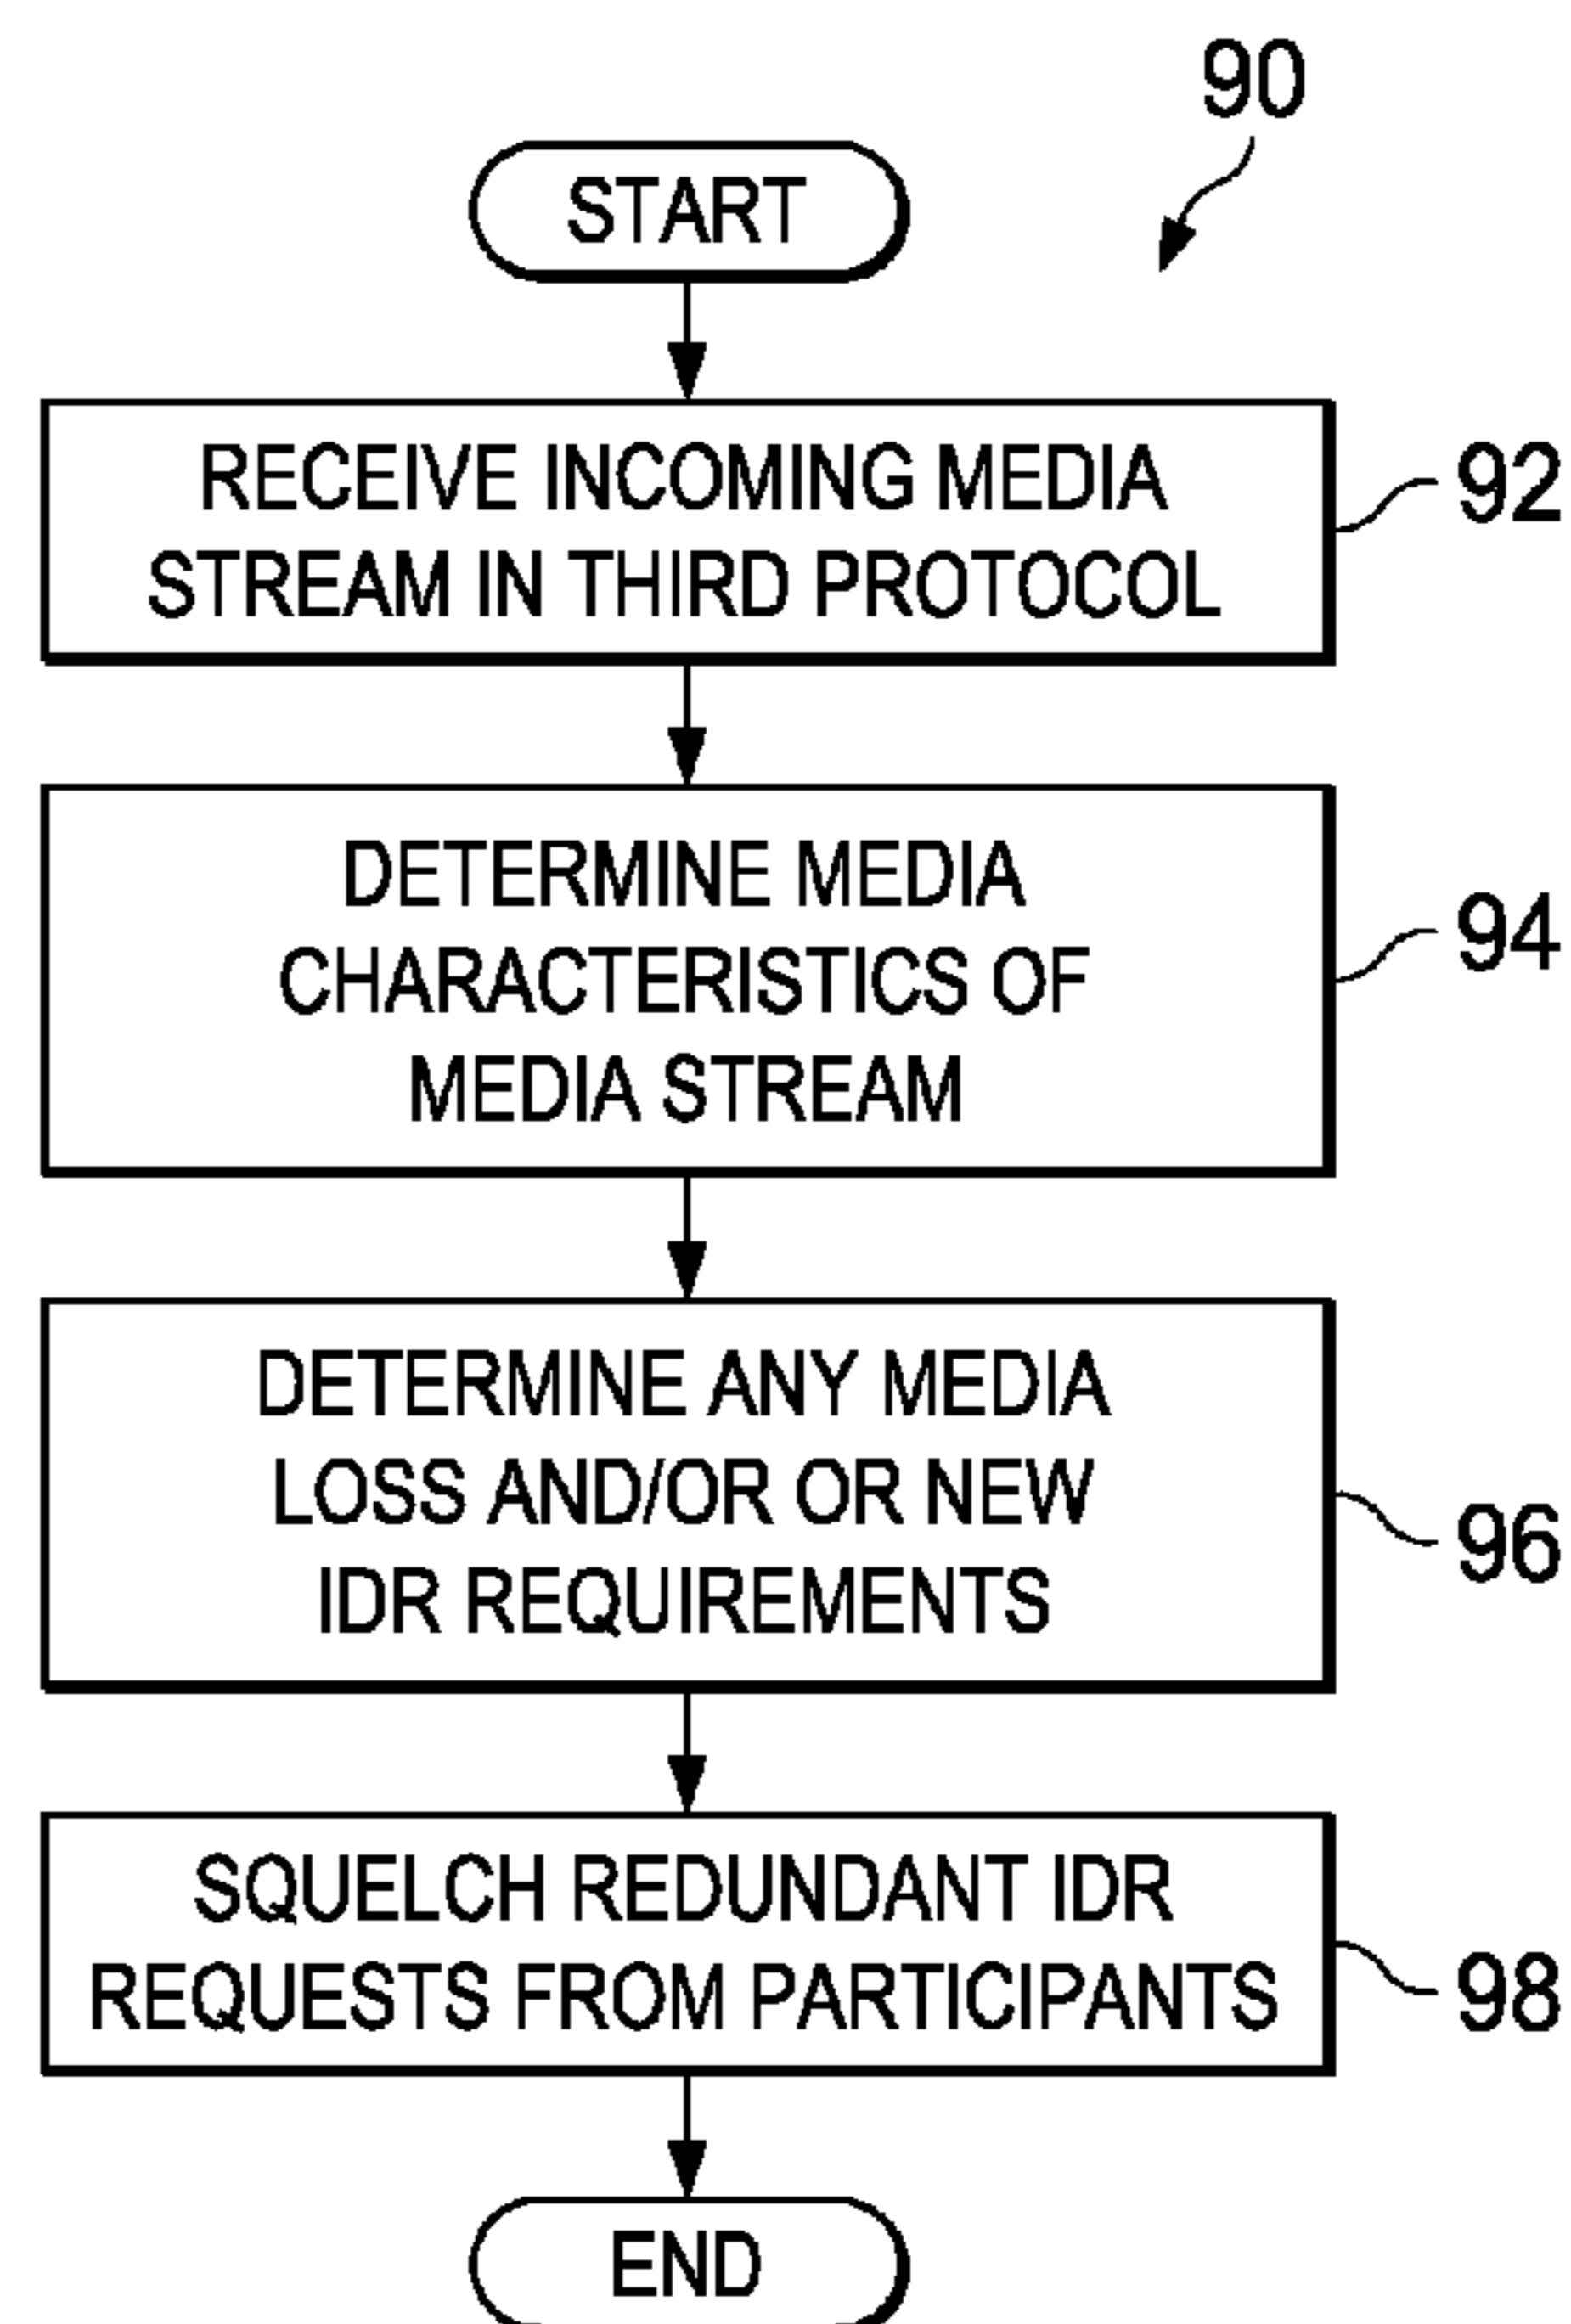 90
START
RECEIVE INCOMING MEDIA
STREAM IN THIRD PROTOCOL
92
DETERMINE MEDIA
CHARACTERISTICS OF
MEDIA STREAM
94
DETERMINE ANY MEDIA
LOSS AND/OR OR NEW
IDR REQUIREMENTS
96
SQUELCH REDUNDANT IDR
REQUESTS FROM PARTICIPANTS
98
END